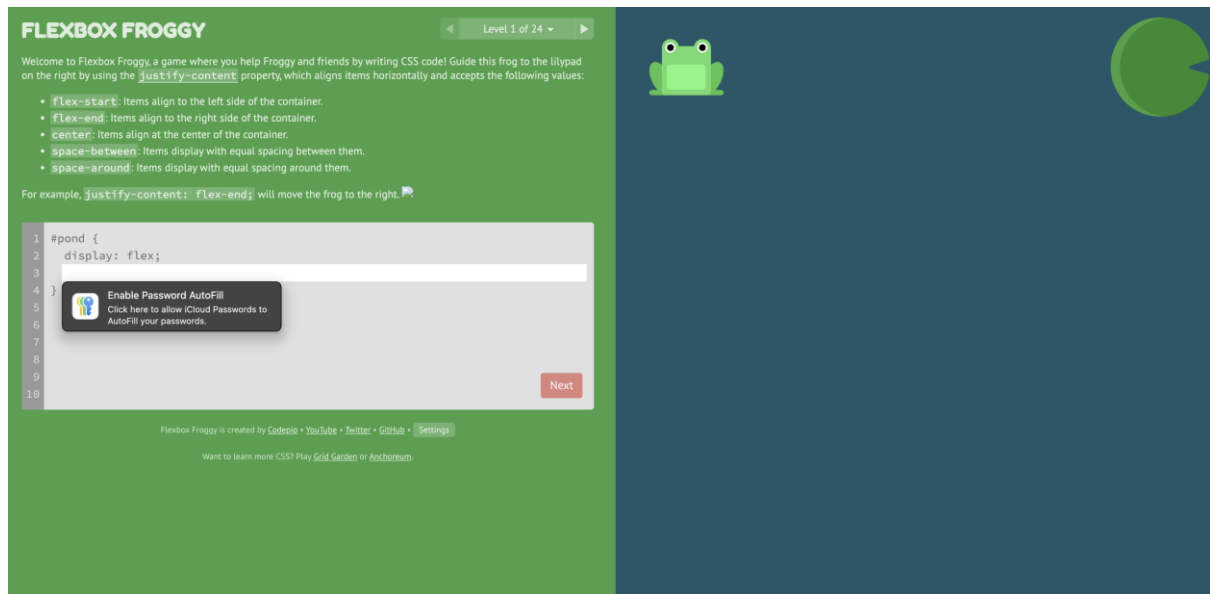 FLEXBOX FROGGY
Level 1 of 24
Welcome to Flexbox Froggy, a game where you help Froggy and friends by writing CSS code! Guide this frog to the lilypad
on the right by using the justify-content property, which aligns items horizontally and accepts the following values:
• flex-start: Items align to the left side of the container.
• flex-end: Items align to the right side of the container.
• center: Items align at the center of the container.
• space-between: Items display with equal spacing between them.
• space-around: Items display with equal spacing around them.
For example, justify-content: flex-end; will move the frog to the right.
1 #pond {
2 display: flex;
3
4 }
Enable Password AutoFill
Click here to allow iCloud Passwords to
AutoFill your passwords.
5
6
7
8
9
10
Next
Flexbox Froggy is created by Codepip • YouTube • Twitter • GitHub • Settings
Want to learn more CSS? Play Grid Garden or Anchoreum.